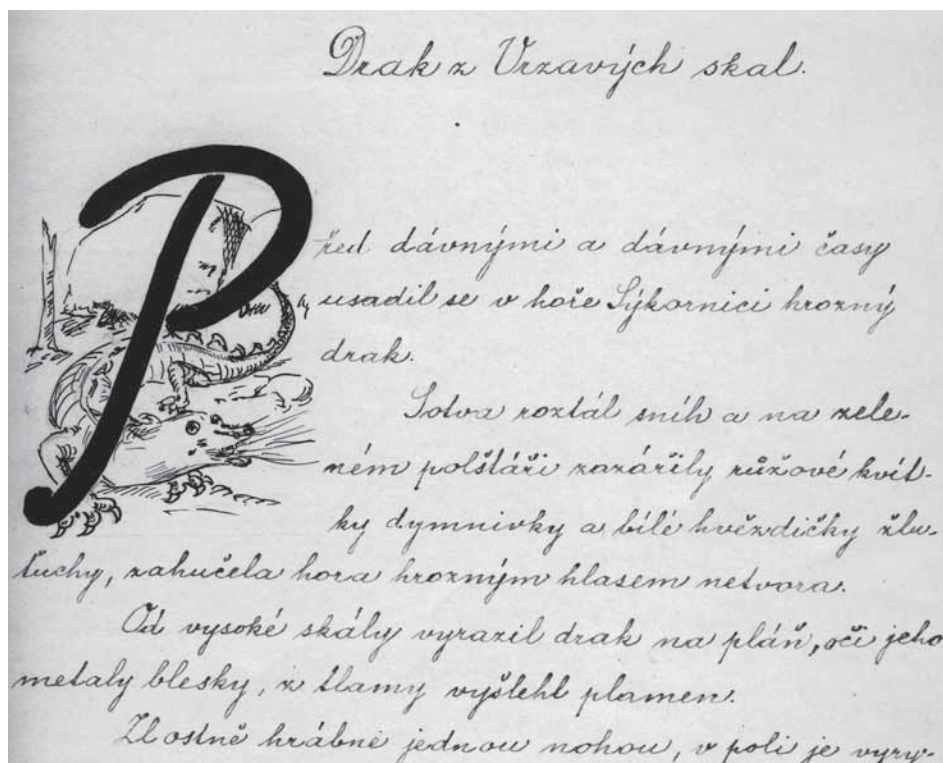 Drak z Vrzavých skal.
Před dávnými a dávnými časy
usadil se v hoře Sýkornici hrozný
drak.
Sotva roztál sníh a na zele-
ném polštáři zazářily růžové kvít-
ky dymnivky a bílé hvězdičky žlu-
ťuchy, zahučela hora hrozným hlasem netvora.
Od vysoké skály vyrazil drak na pláň, oči jeho
metaly blesky, z tlamy vyšlehl plamen.
Zlostně hrábne jednou nohou, v poli je vyry-